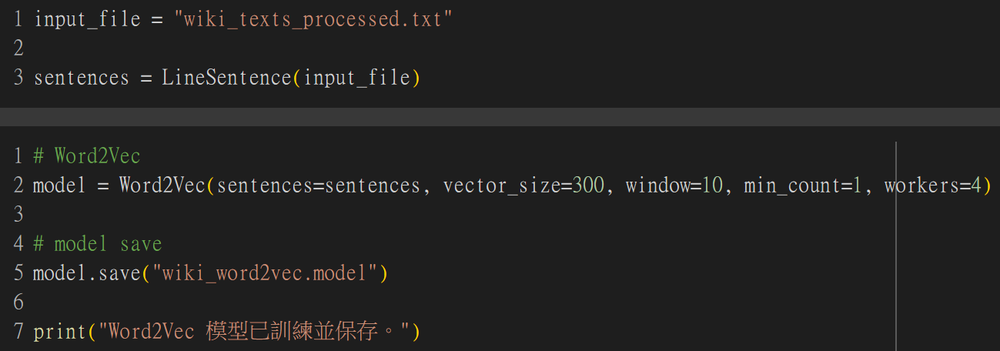 1 input_file = "wiki_texts_processed.txt"
2
3 sentences = LineSentence(input_file)
1 # Word2Vec
2 model = Word2Vec(sentences=sentences, vector_size=300, window=10, min_count=1, workers=4)
3
4 # model save
5 model.save("wiki_word2vec.model")
6
7 print("Word2Vec 模型已訓練並保存。")